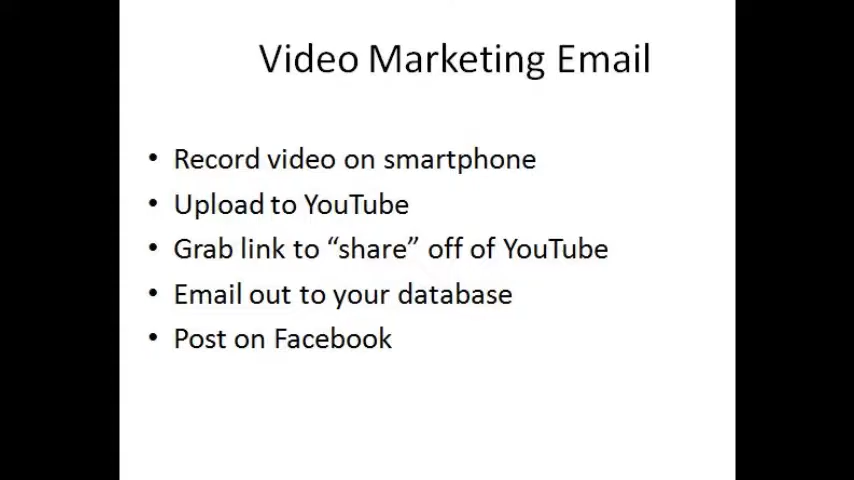 Video Marketing Email
• Record video on smartphone
• Upload to YouTube
• Grab link to “share” off of YouTube
• Email out to your database
• Post on Facebook